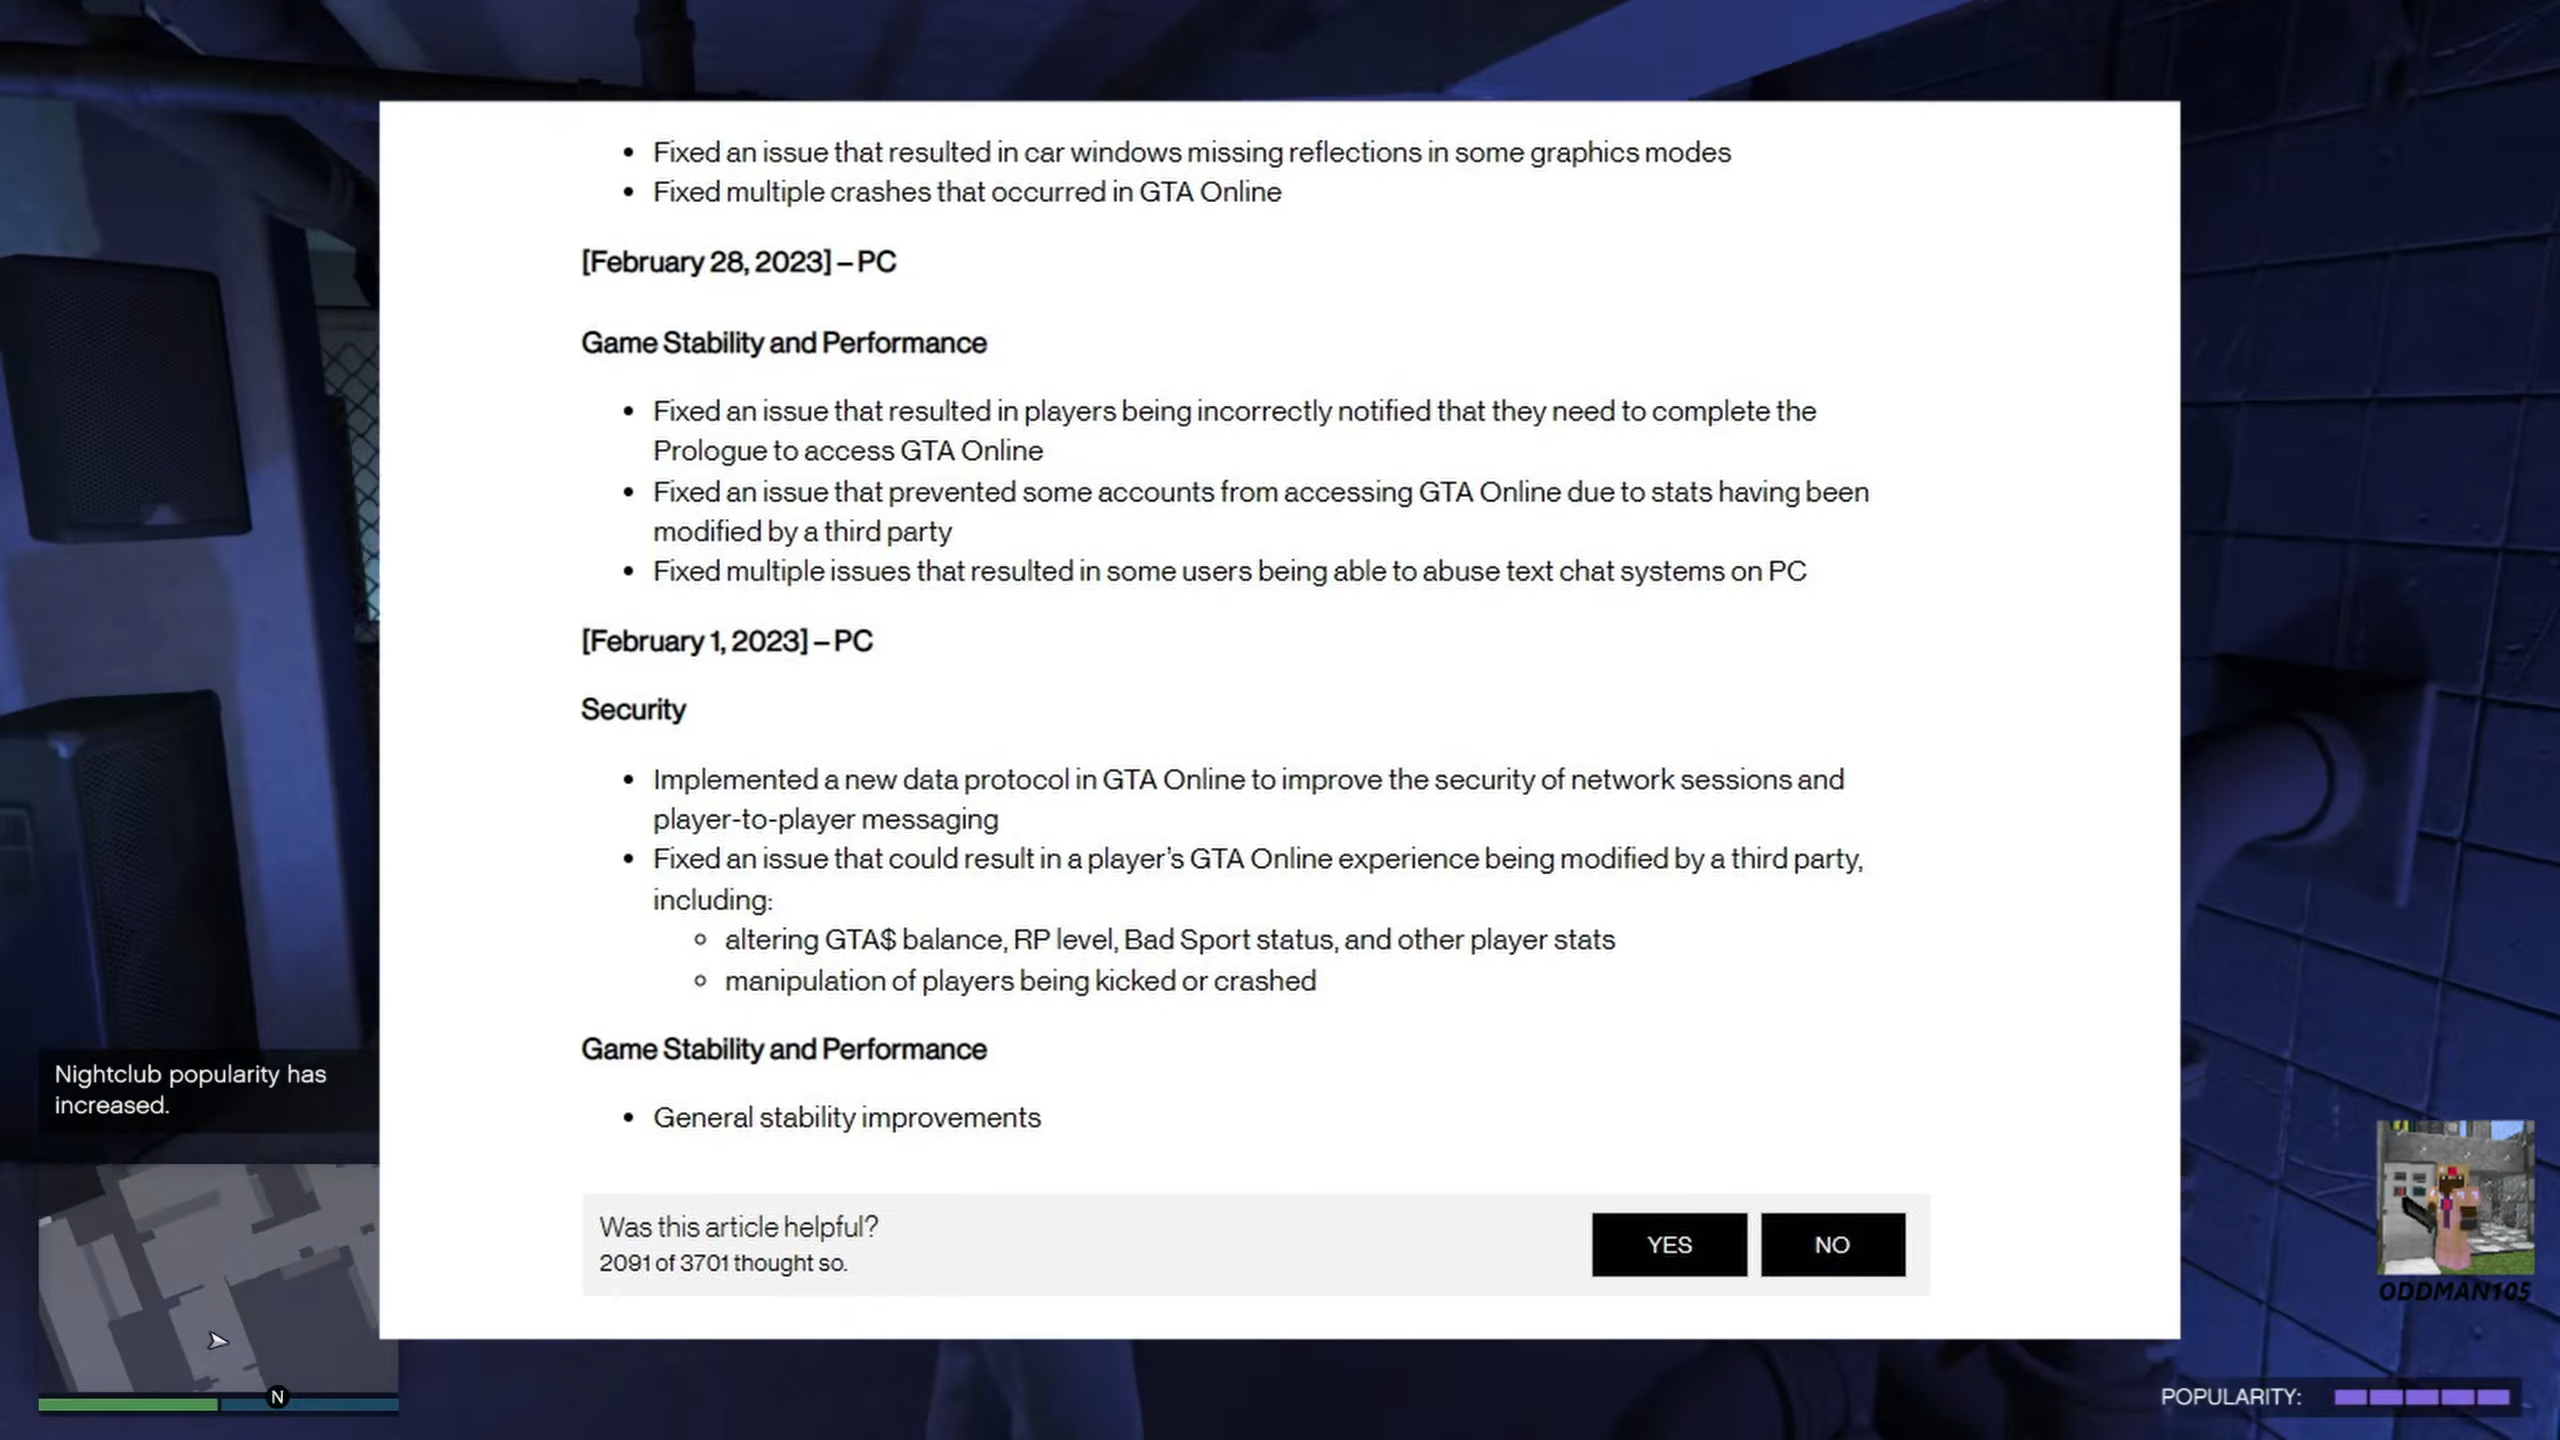 • Fixed an issue that resulted in car windows missing reflections in some graphics modes
• Fixed multiple crashes that occurred in GTA Online
[February 28, 2023] – PC
Game Stability and Performance
• Fixed an issue that resulted in players being incorrectly notified that they need to complete the
Prologue to access GTA Online
• Fixed an issue that prevented some accounts from accessing GTA Online due to stats having been
modified by a third party
• Fixed multiple issues that resulted in some users being able to abuse text chat systems on PC
[February 1, 2023] – PC
Security
• Implemented a new data protocol in GTA Online to improve the security of network sessions and
player-to-player messaging
• Fixed an issue that could result in a player’s GTA Online experience being modified by a third party,
including:
◦ altering GTA$ balance, RP level, Bad Sport status, and other player stats
◦ manipulation of players being kicked or crashed
Game Stability and Performance
• General stability improvements
Was this article helpful?
2091 of 3701 thought so.
YES
NO
Nightclub popularity has
increased.
N
ODDMAN105
POPULARITY: